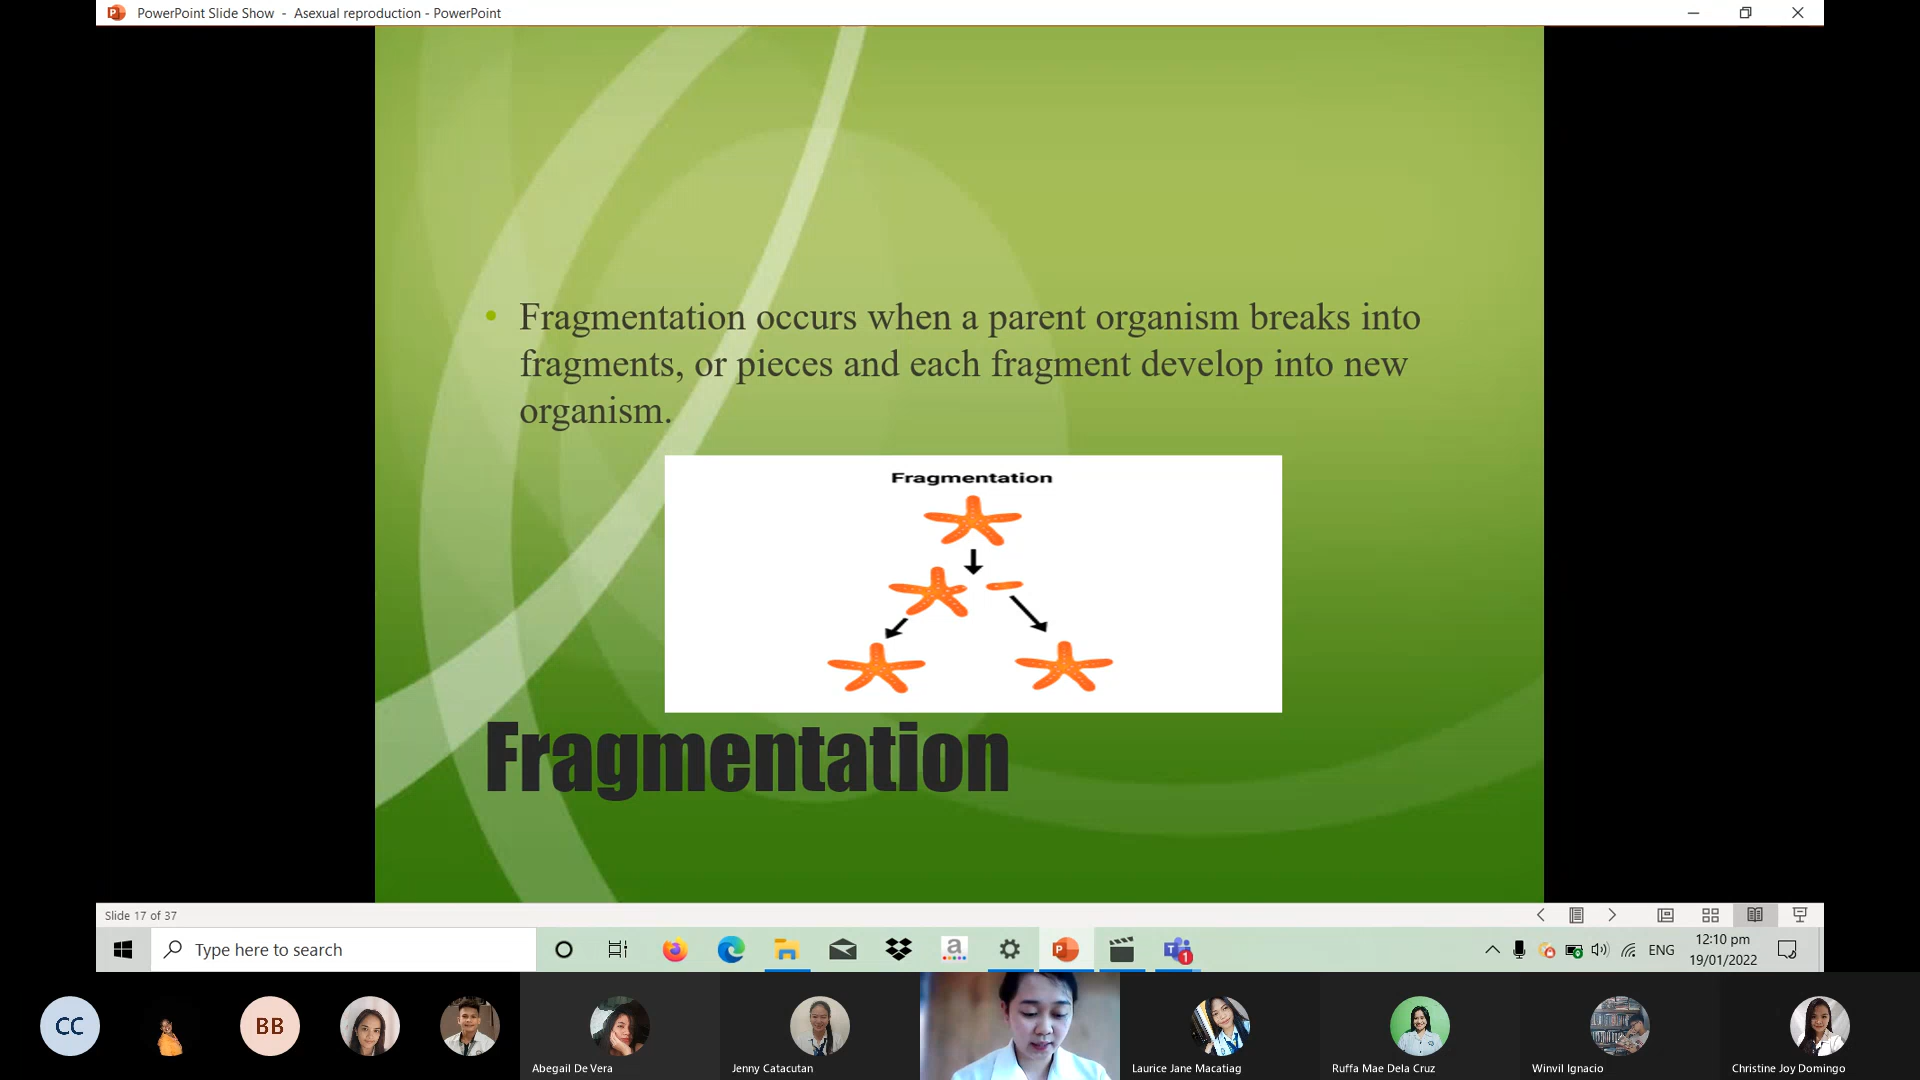 PowerPoint Slide Show - Asexual reproduction - PowerPoint
• Fragmentation occurs when a parent organism breaks into
fragments, or pieces and each fragment develop into new
organism.
Fragmentation
Fragmentation
Slide 17 of 37
Type here to search
a
P
T
1
ENG
12:10 pm
19/01/2022
CC
BB
Abegail De Vera
Jenny Catacutan
Laurice Jane Macatiag
Ruffa Mae Dela Cruz
Winvil Ignacio
Christine Joy Domingo